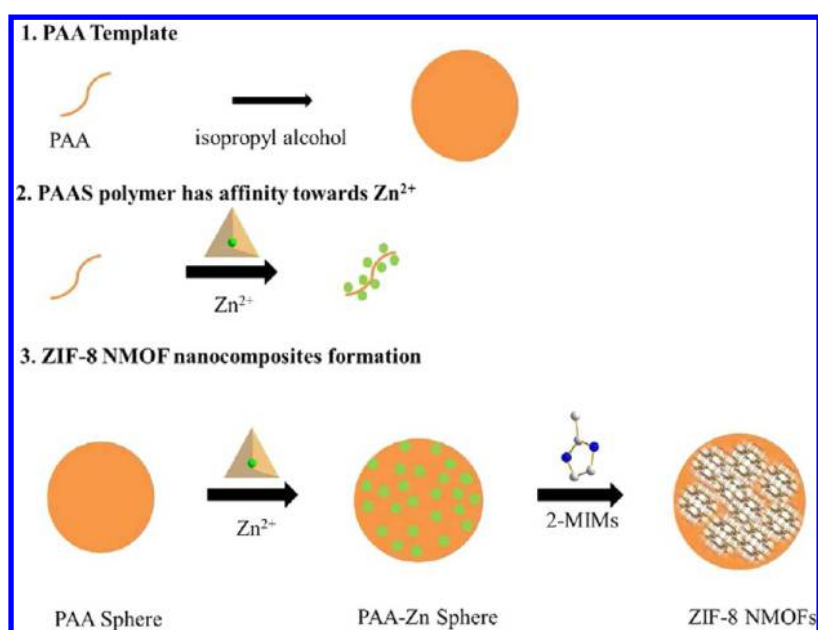 1. PAA Template
PAA
isopropyl alcohol
2. PAAS polymer has affinity towards Zn²⁺
Zn²⁺
3. ZIF-8 NMOF nanocomposites formation
Zn²⁺
2-MIMs
PAA Sphere
PAA-Zn Sphere
ZIF-8 NMOFs